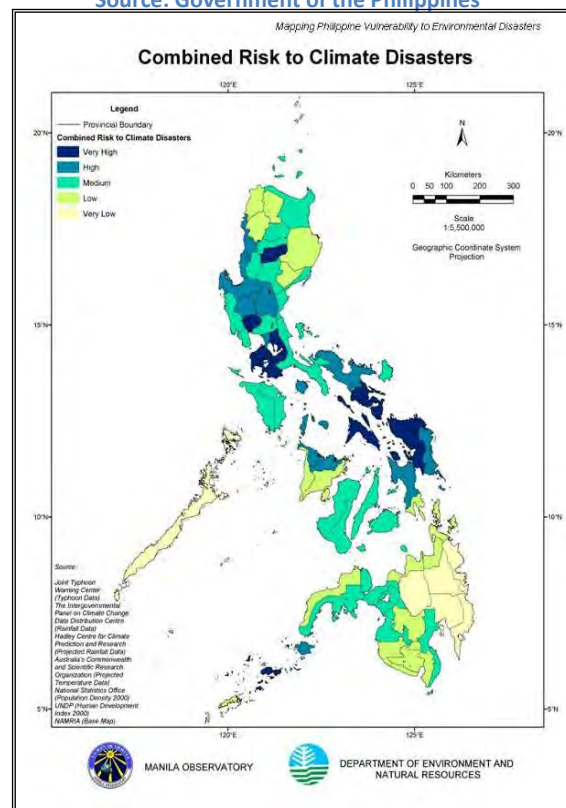 Source: Government of the Philippines
Mapping Philippine Vulnerability to Environmental Disasters
Combined Risk to Climate Disasters
120°E
125°E
Legend
Provincial Boundary
Combined Risk to Climate Disasters
Very High
High
Medium
Low
Very Low
N
Kilometers
0 50 100 200 300
Scale
1:5,500,000
Geographic Coordinate System
Projection
20°N
20°N
15°N
15°N
10°N
10°N
5°N
5°N
Source:
Joint Typhoon
Warning Center
(Typhoon Data)
The Intergovernmental
Panel on Climate Change
Data Distribution Centre
(Rainfall Data)
Hadley Centre for Climate
Prediction and Research
(Projected Rainfall Data)
Australia's Commonwealth
and Scientific Research
Organization (Projected
Temperature Data)
National Statistics Office
(Population Density 2000)
UNDP (Human Development
Index 2000)
NAMRIA (Base Map)
120°E
125°E
MANILA OBSERVATORY
DEPARTMENT OF ENVIRONMENT AND
NATURAL RESOURCES